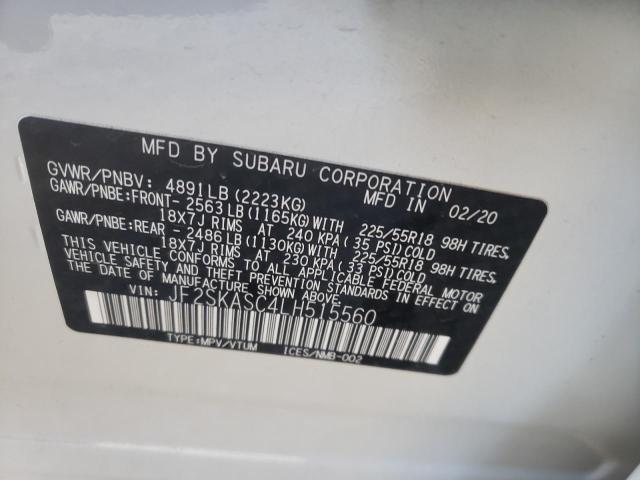 MFD BY SUBARU CORPORATION
GVWR/PNBV: 4891LB(2223KG) MFD IN 02/20
GAWR/PNBE:FRONT- 2563LB(1165KG)WITH 225/55R18 98H TIRES,
18X7J RIMS AT 240 KPA( 35 PSI)COLD
GAWR/PNBE: REAR - 2486LB(1130KG)WITH 225/55R18 98H TIRES,
18X7J RIMS AT 230 KPA( 33 PSI)COLD
THIS VEHICLE CONFORMS TO ALL APPLICABLE FEDERAL MOTOR
VEHICLE SAFETY AND THEFT PREVENTION STANDARDS IN EFFECT ON
THE DATE OF MANUFACTURE SHOWN ABOVE.
VIN: JF2SKASC4LH515560
TYPE:MPV/VTUM ICES/NMB-002